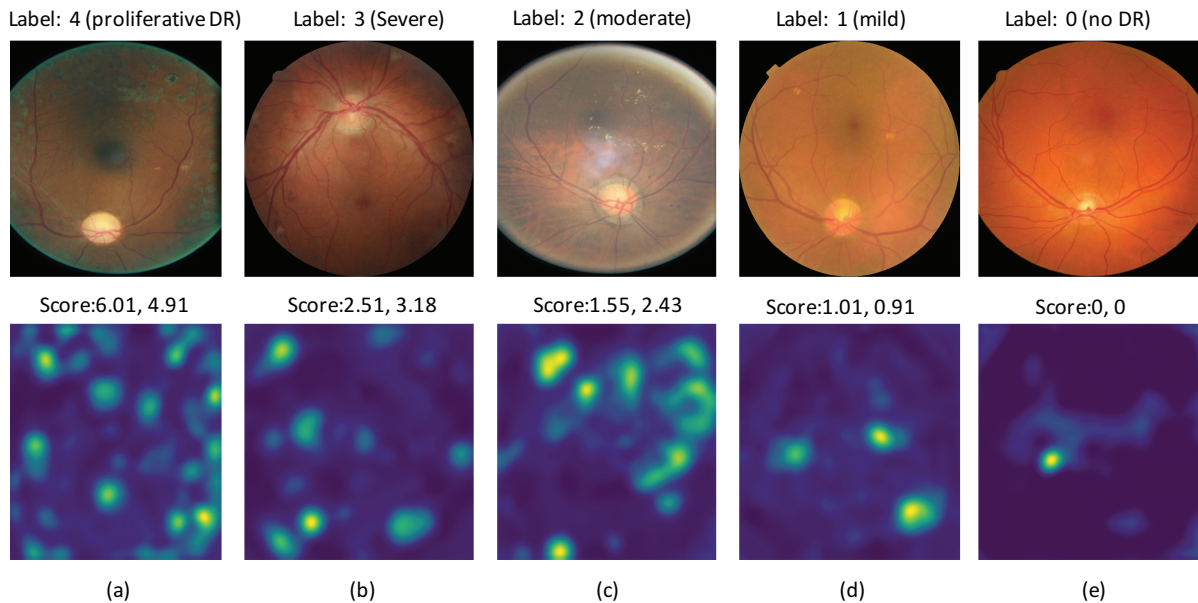 Label: 4 (proliferative DR)
Label: 3 (Severe)
Label: 2 (moderate)
Label: 1 (mild)
Label: 0 (no DR)
Score:6.01, 4.91
Score:2.51, 3.18
Score:1.55, 2.43
Score:1.01, 0.91
Score:0, 0
(a)
(b)
(c)
(d)
(e)